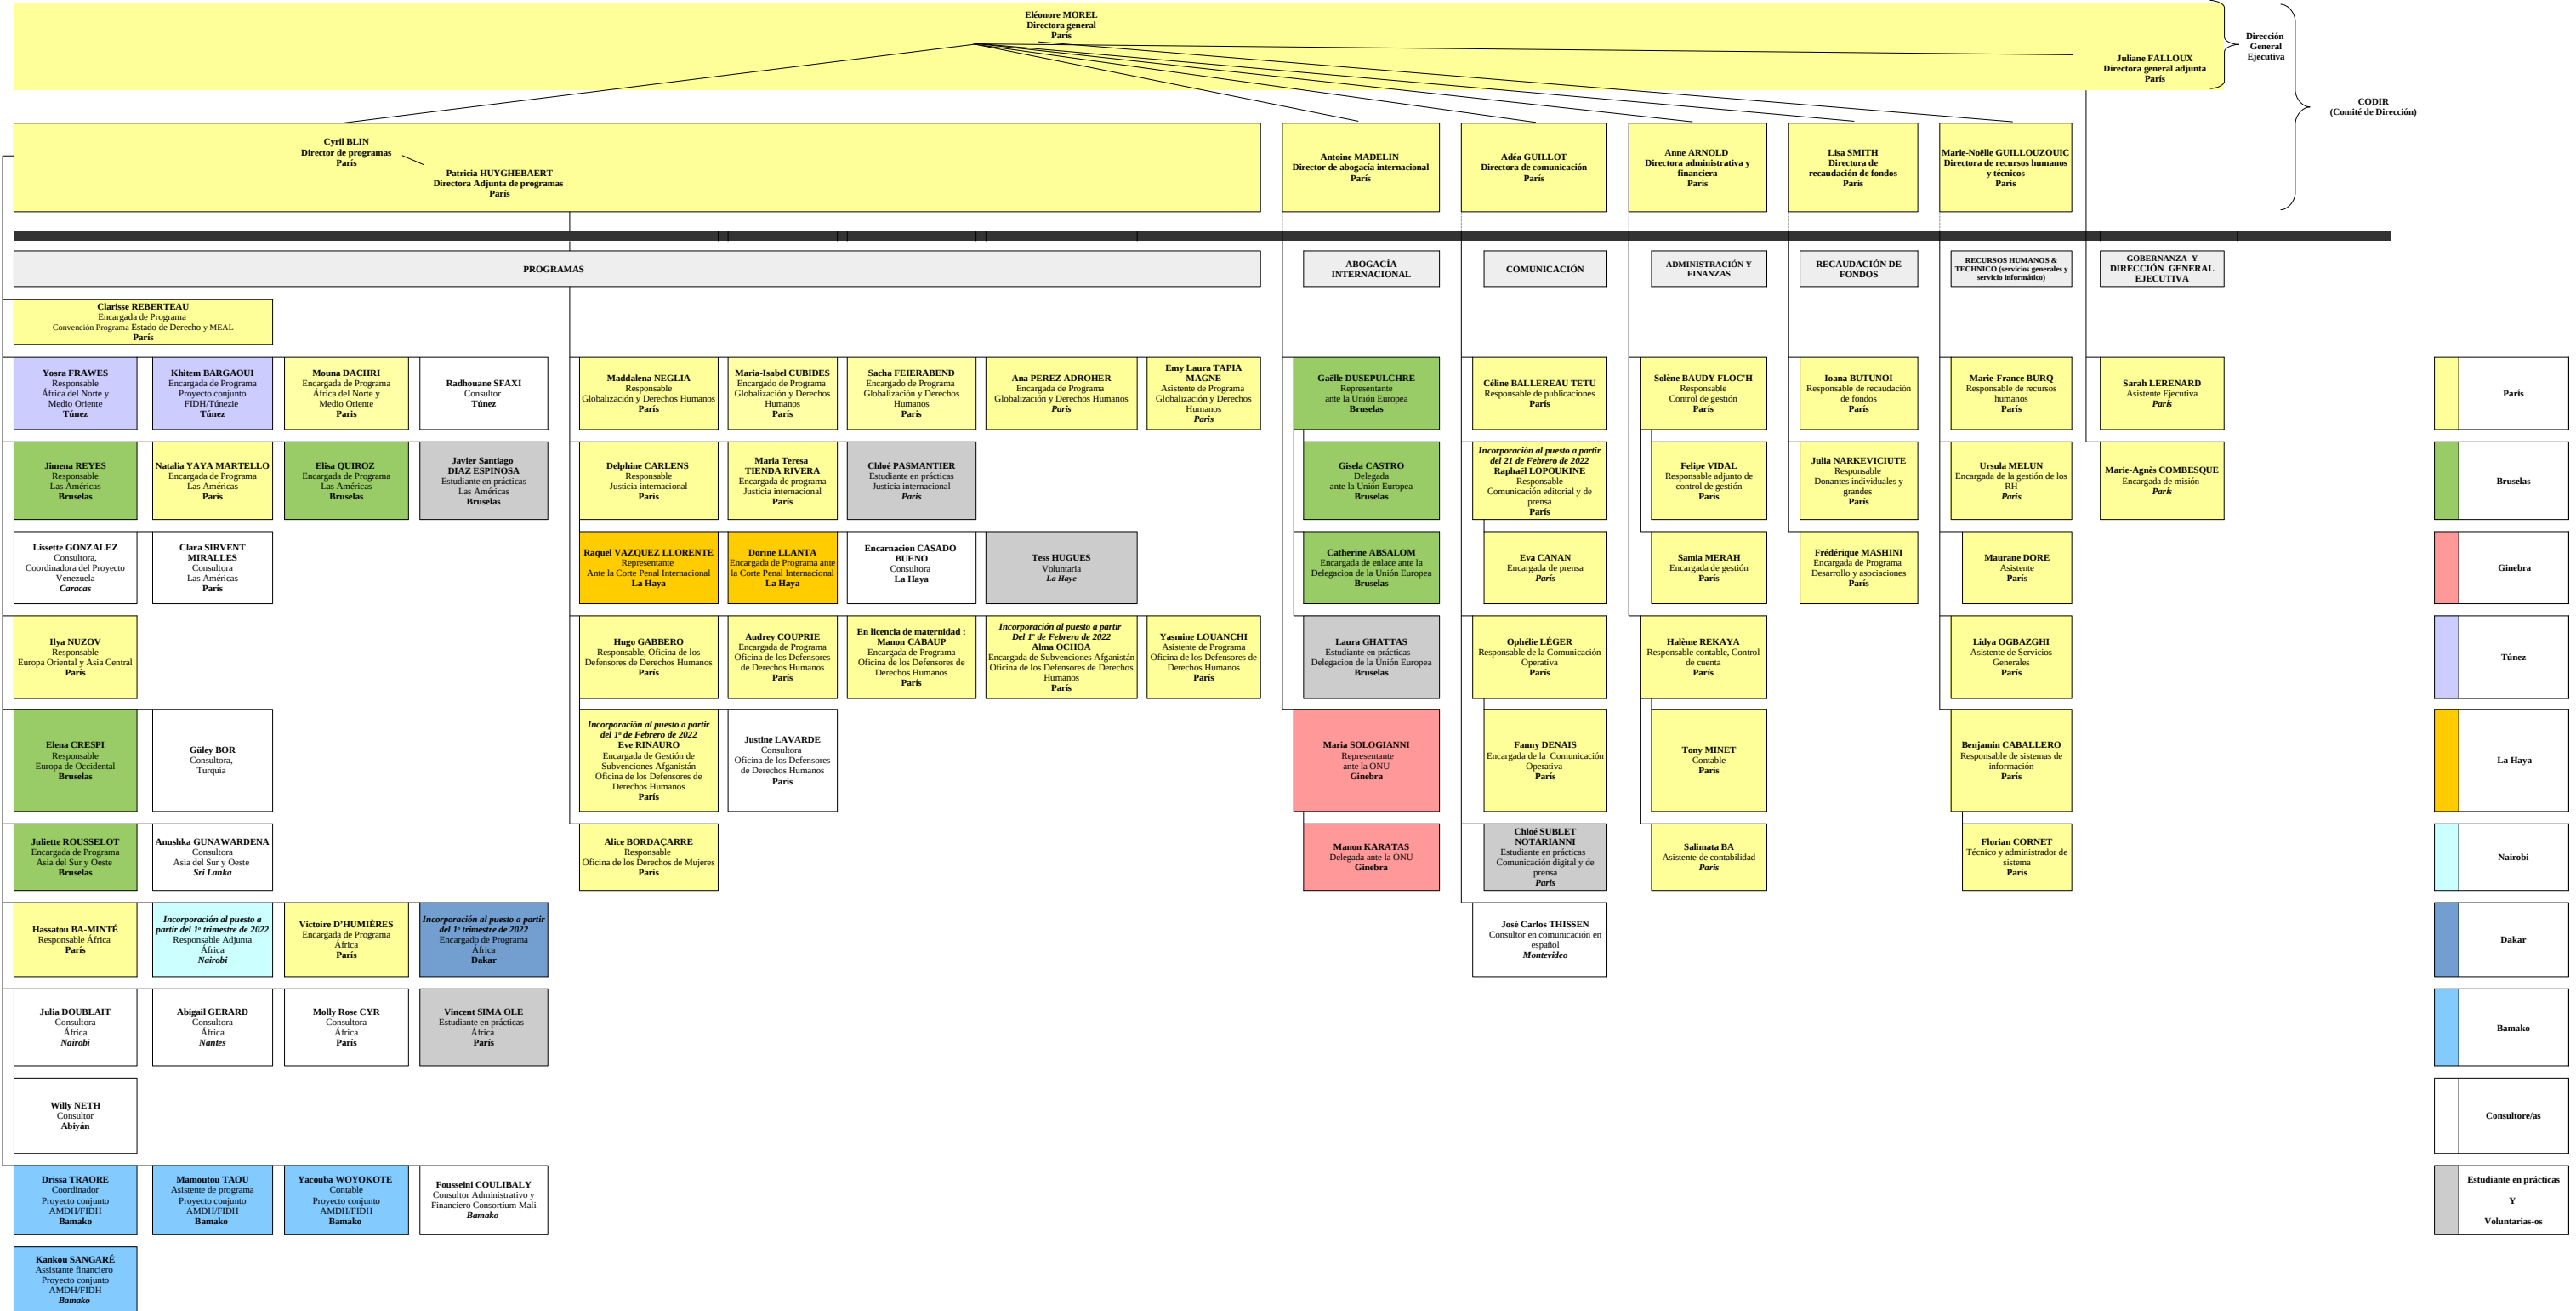 Eléonore MOREL
Directora general
París
Juliane FALLOUX
Directora general adjunta
París
Dirección
General
Ejecutiva
CODIR
(Comité de Dirección)
Cyril BLIN
Director de programas
París
Patricia HUYGHEBAERT
Directora Adjunta de programas
París
Antoine MADELIN
Director de abogacía internacional
París
Adéa GUILLOT
Directora de comunicación
París
Anne ARNOLD
Directora administrativa y
financiera
París
Lisa SMITH
Directora de
recaudación de fondos
París
Marie-Noëlle GUILLOUZOUIC
Directora de recursos humanos
y técnicos
París
PROGRAMAS
ABOGACÍA
INTERNACIONAL
COMUNICACIÓN
ADMINISTRACIÓN Y
FINANZAS
RECAUDACIÓN DE
FONDOS
RECURSOS HUMANOS &
TECHNICO (servicios generales y
servicio informático)
GOBERNANZA Y
DIRECCIÓN GENERAL
EJECUTIVA
Clarisse REBERTEAU
Encargada de Programa
Convención Programa Estado de Derecho y MEAL
París
Yosra FRAWES
Responsable
África del Norte y
Medio Oriente
Túnez
Khitem BARGAOUI
Encargada de Programa
Proyecto conjunto
FIDH/Túnezie
Túnez
Mouna DACHRI
Encargada de Programa
África del Norte y
Medio Oriente
Paris
Radhouane SFAXI
Consultor
Túnez
Maddalena NEGLIA
Responsable
Globalización y Derechos Humanos
París
Maria-Isabel CUBIDES
Encargado de Programa
Globalización y Derechos
Humanos
París
Sacha FEIERABEND
Encargado de Programa
Globalización y Derechos
Humanos
París
Ana PEREZ ADROHER
Encargada de Programa
Globalización y Derechos Humanos
París
Emy Laura TAPIA
MAGNE
Asistente de Programa
Globalización y Derechos
Humanos
París
Gaëlle DUSEPULCHRE
Representante
ante la Unión Europea
Bruselas
Céline BALLEREAU TETU
Responsable de publicaciones
París
Solène BAUDY FLOC'H
Responsable
Control de gestión
París
Ioana BUTUNOI
Responsable de recaudación
de fondos
París
Marie-France BURQ
Responsable de recursos
humanos
París
Sarah LERENARD
Asistente Ejecutiva
París
París
Jimena REYES
Responsable
Las Américas
Bruselas
Natalia YAYA MARTELLO
Encargada de Programa
Las Américas
París
Elisa QUIROZ
Encargada de Programa
Las Américas
Bruselas
Javier Santiago
DIAZ ESPINOSA
Estudiante en prácticas
Las Américas
Bruselas
Delphine CARLENS
Responsable
Justicia internacional
París
Maria Teresa
TIENDA RIVERA
Encargada de programa
Justicia internacional
París
Chloé PASMANTIER
Estudiante en prácticas
Justicia internacional
París
Gisela CASTRO
Delegada
ante la Unión Europea
Bruselas
Incorporación al puesto a partir
del 21 de Febrero de 2022
Raphaël LOPOUKINE
Responsable
Comunicación editorial y de
prensa
París
Felipe VIDAL
Responsable adjunto de
control de gestión
París
Julia NARKEVICIUTE
Responsable
Donantes individuales y
grandes
París
Ursula MELUN
Encargada de la gestión de los
RH
París
Marie-Agnès COMBESQUE
Encargada de misión
París
Bruselas
Lissette GONZALEZ
Consultora,
Coordinadora del Proyecto
Venezuela
Caracas
Clara SIRVENT
MIRALLES
Consultora
Las Américas
París
Raquel VAZQUEZ LLORENTE
Representante
Ante la Corte Penal Internacional
La Haya
Dorine LLANTA
Encargada de Programa ante
la Corte Penal Internacional
La Haya
Encarnacion CASADO
BUENO
Consultora
La Haya
Tess HUGUES
Voluntaria
La Haye
Catherine ABSALOM
Encargada de enlace ante la
Delegacion de la Unión Europea
Bruselas
Eva CANAN
Encargada de prensa
París
Samia MERAH
Encargada de gestión
París
Frédérique MASHINI
Encargada de Programa
Desarrollo y asociaciones
París
Maurane DORE
Asistente
París
Ginebra
Ilya NUZOV
Responsable
Europa Oriental y Asia Central
París
Hugo GABBERO
Responsable, Oficina de los
Defensores de Derechos Humanos
París
Audrey COUPRIE
Encargada de Programa
Oficina de los Defensores
de Derechos Humanos
París
En licencia de maternidad :
Manon CABAUP
Encargada de Programa
Oficina de los Defensores de
Derechos Humanos
París
Incorporación al puesto a partir
Del 1º de Febrero de 2022
Alma OCHOA
Encargada de Subvenciones Afganistán
Oficina de los Defensores de Derechos
Humanos
París
Yasmine LOUANCHI
Asistente de Programa
Oficina de los Defensores de
Derechos Humanos
París
Laura GHATTAS
Estudiante en prácticas
Delegacion de la Unión Europea
Bruselas
Ophélie LÉGER
Responsable de la Comunicación
Operativa
París
Halème REKAYA
Responsable contable, Control
de cuenta
París
Lidya OGBAZGHI
Asistente de Servicios
Generales
París
Túnez
Elena CRESPI
Responsable
Europa de Occidental
Bruselas
Güley BOR
Consultora,
Turquía
Incorporación al puesto a partir
del 1º de Febrero de 2022
Eve RINAURO
Encargada de Gestión de
Subvenciones Afganistán
Oficina de los Defensores de
Derechos Humanos
París
Justine LAVARDE
Consultora
Oficina de los Defensores
de Derechos Humanos
París
Maria SOLOGIANNI
Representante
ante la ONU
Ginebra
Fanny DENAIS
Encargada de la Comunicación
Operativa
París
Tony MINET
Contable
París
Benjamin CABALLERO
Responsable de sistemas de
información
París
La Haya
Juliette ROUSSELOT
Encargada de Programa
Asia del Sur y Oeste
Bruselas
Anushka GUNAWARDENA
Consultora
Asia del Sur y Oeste
Sri Lanka
Alice BORDAÇARRE
Responsable
Oficina de los Derechos de Mujeres
París
Manon KARATAS
Delegada ante la ONU
Ginebra
Chloé SUBLET
NOTARIANNI
Estudiante en prácticas
Comunicación digital y de
prensa
París
Salimata BA
Asistente de contabilidad
París
Florian CORNET
Técnico y administrador de
sistema
París
Nairobi
Hassatou BA-MINTÉ
Responsable África
París
Incorporación al puesto a
partir del 1º trimestre de 2022
Responsable Adjunta
África
Nairobi
Victoire D'HUMIÈRES
Encargada de Programa
África
París
Incorporación al puesto a partir
del 1º trimestre de 2022
Encargado de Programa
África
Dakar
José Carlos THISSEN
Consultor en comunicación en
español
Montevideo
Dakar
Julia DOUBLAIT
Consultora
África
Nairobi
Abigail GERARD
Consultora
África
Nantes
Molly Rose CYR
Consultora
África
París
Vincent SIMA OLE
Estudiante en prácticas
África
París
Bamako
Willy NETH
Consultor
Abiyán
Consultore/as
Drissa TRAORE
Coordinador
Proyecto conjunto
AMDH/FIDH
Bamako
Mamoutou TAOU
Asistente de programa
Proyecto conjunto
AMDH/FIDH
Bamako
Yacouba WOYOKOTE
Contable
Proyecto conjunto
AMDH/FIDH
Bamako
Fousseini COULIBALY
Consultor Administrativo y
Financiero Consortium Mali
Bamako
Estudiante en prácticas
Y
Voluntarias-os
Kankou SANGARÉ
Assistante financiero
Proyecto conjunto
AMDH/FIDH
Bamako